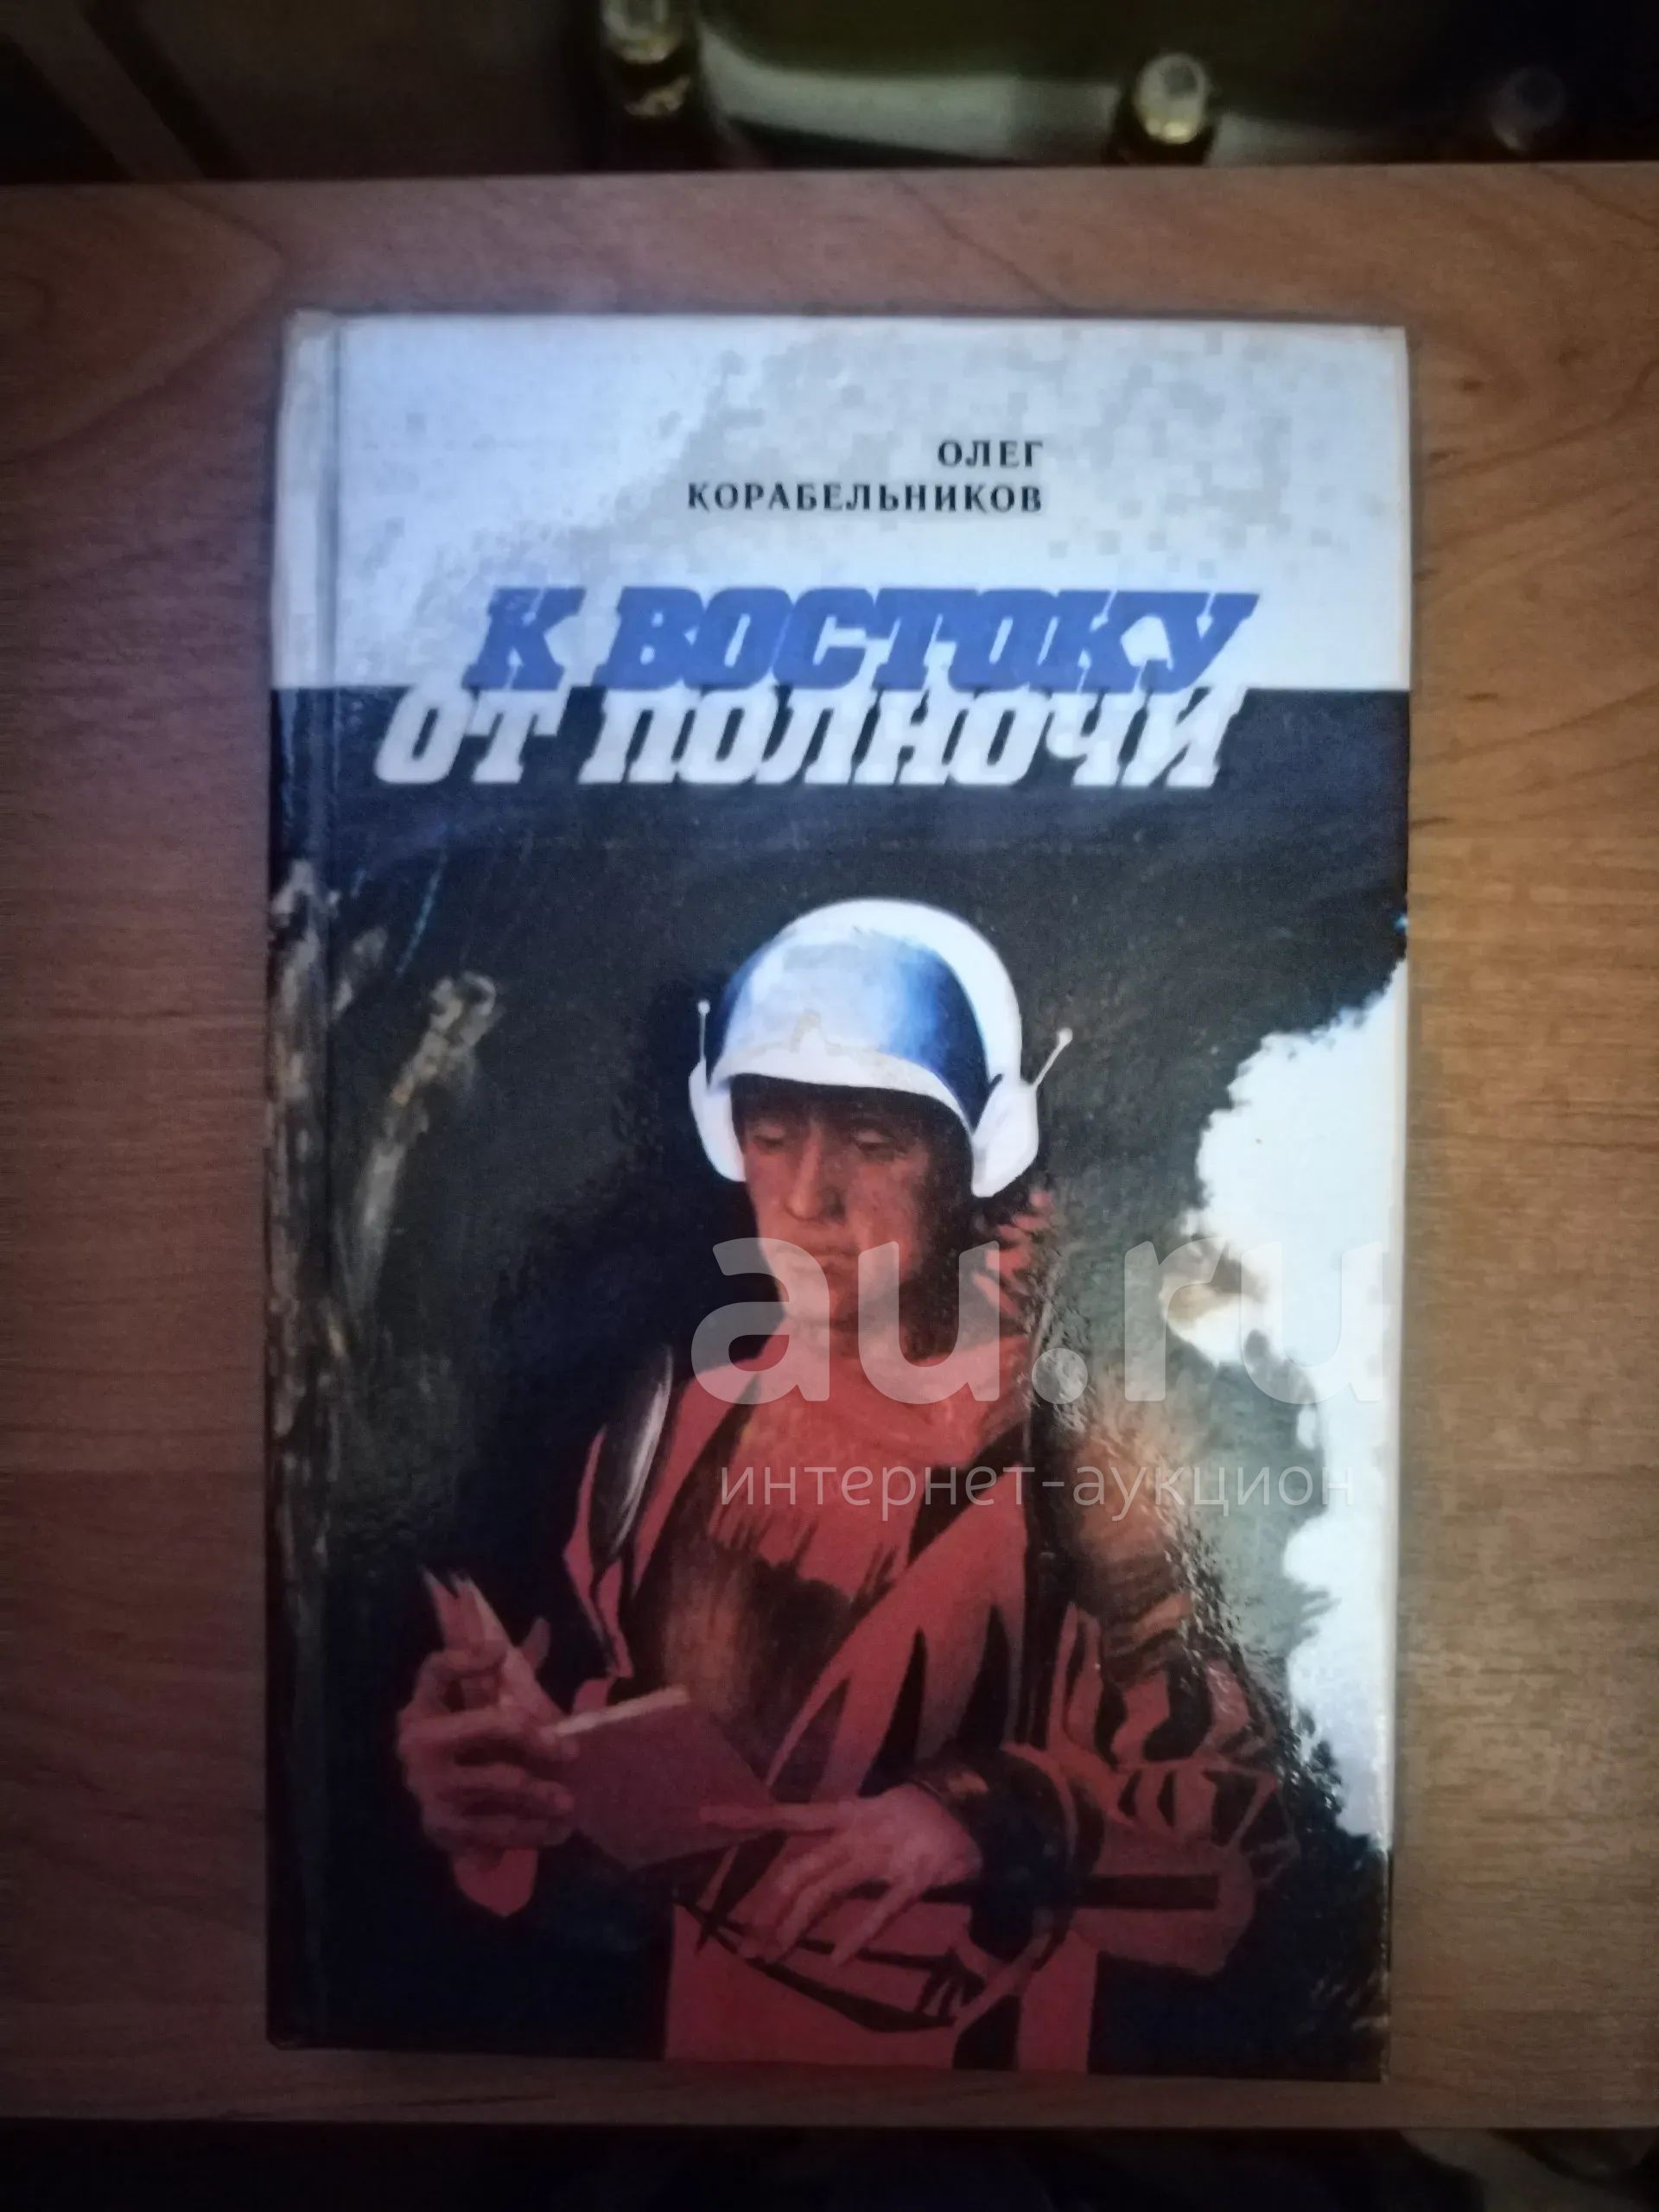 ОЛЕГ
КОРАБЕЛЬНИКОВ
К ВОСТОКУ
ОТ ПОЛНОЧИ
au.ru
интернет-аукцион